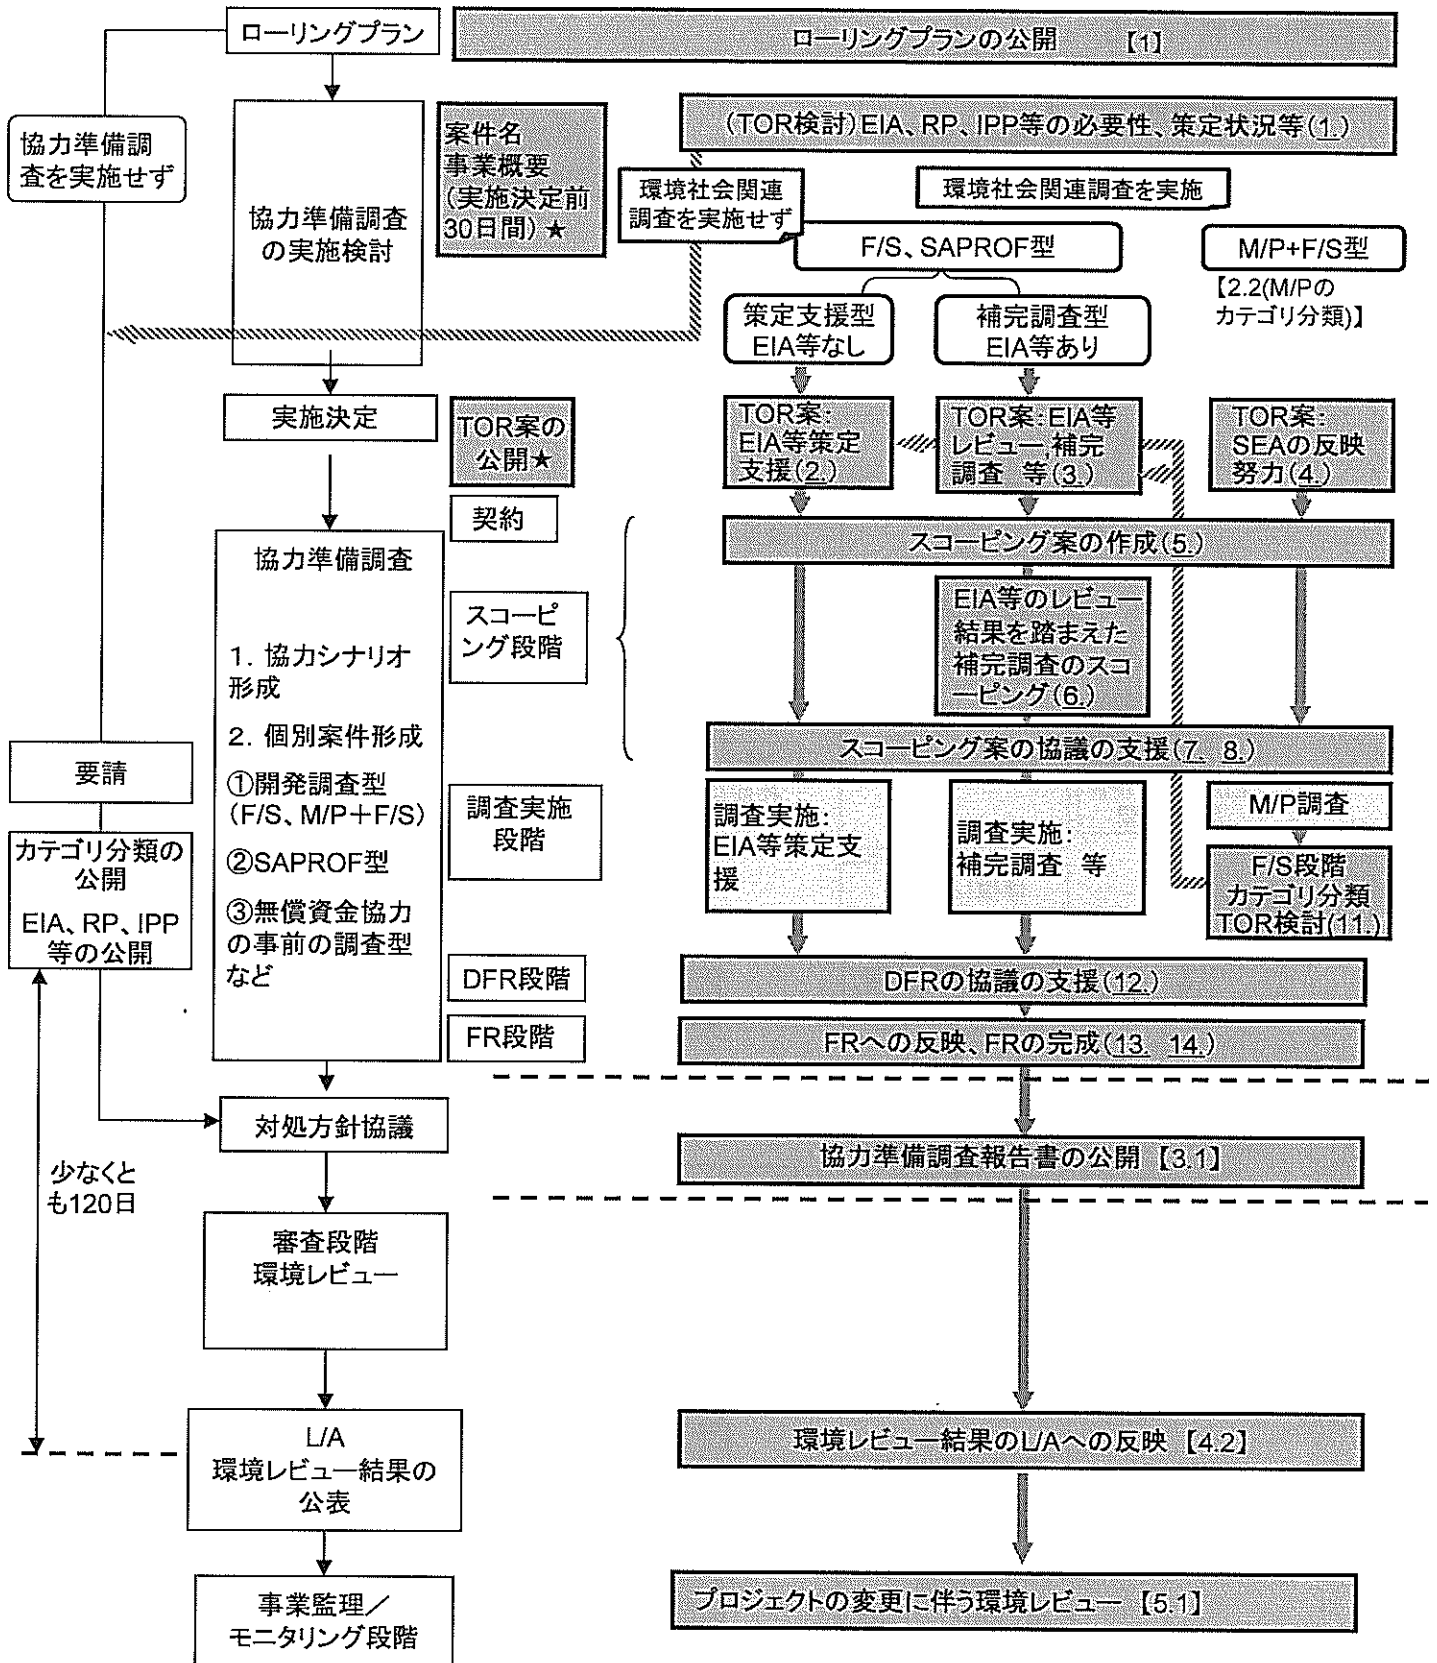 ローリングプラン
ローリングプランの公開 【1】
協力準備調
査を実施せず
協力準備調査
の実施検討
案件名
事業概要
(実施決定前
30日間)★
(TOR検討)EIA、RP、IPP等の必要性、策定状況等(1.)
環境社会関連
調査を実施せず
環境社会関連調査を実施
F/S、SAPROF型
M/P+F/S型
【2.2(M/Pの
カテゴリ分類)】
策定支援型
EIA等なし
補完調査型
EIA等あり
実施決定
TOR案の
公開★
TOR案:
EIA等策定
支援(2.)
TOR案:EIA等
レビュー,補完
調査 等(3.)
TOR案:
SEAの反映
努力(4.)
契約
スコーピング案の作成(5.)
協力準備調査
1. 協力シナリオ
形成
2. 個別案件形成
①開発調査型
(F/S、M/P+F/S)
②SAPROF型
③無償資金協力
の事前の調査型
など
スコーピ
ング段階
EIA等のレビュー
結果を踏まえた
補完調査のスコ
ーピング(6.)
スコーピング案の協議の支援(7. 8.)
要請
調査実施
段階
調査実施:
EIA等策定支
援
調査実施:
補完調査 等
M/P調査
F/S段階
カテゴリ分類
TOR検討(11.)
カテゴリ分類の
公開
EIA、RP、IPP
等の公開
DFR段階
DFRの協議の支援(12.)
FR段階
FRへの反映、FRの完成(13. 14.)
対処方針協議
協力準備調査報告書の公開 【3.1】
少なくと
も120日
審査段階
環境レビュー
L/A
環境レビュー結果の
公表
環境レビュー結果のL/Aへの反映 【4.2】
事業監理/
モニタリング段階
プロジェクトの変更に伴う環境レビュー 【5.1】